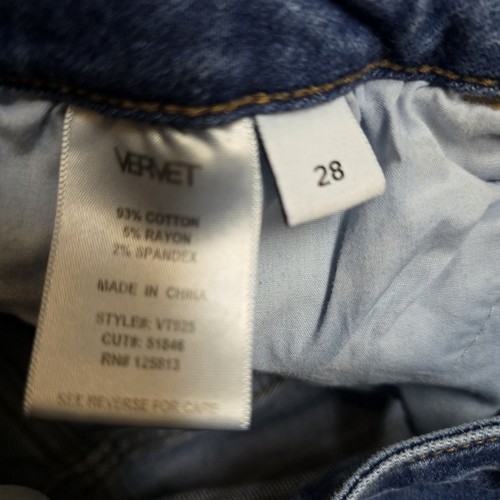 VERVET
93% COTTON
5% RAYON
2% SPANDEX
MADE IN CHINA
STYLE#: VT925
CUT#: 51846
RN# 125813
SEE REVERSE FOR CARE
28